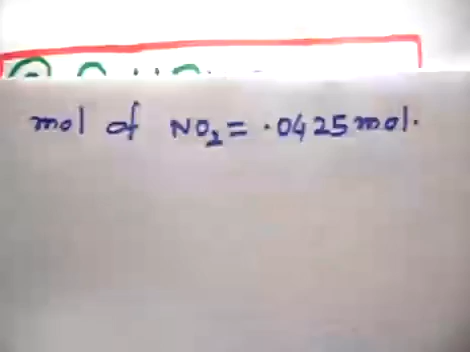 mol of NO₂ = .0425 mol.